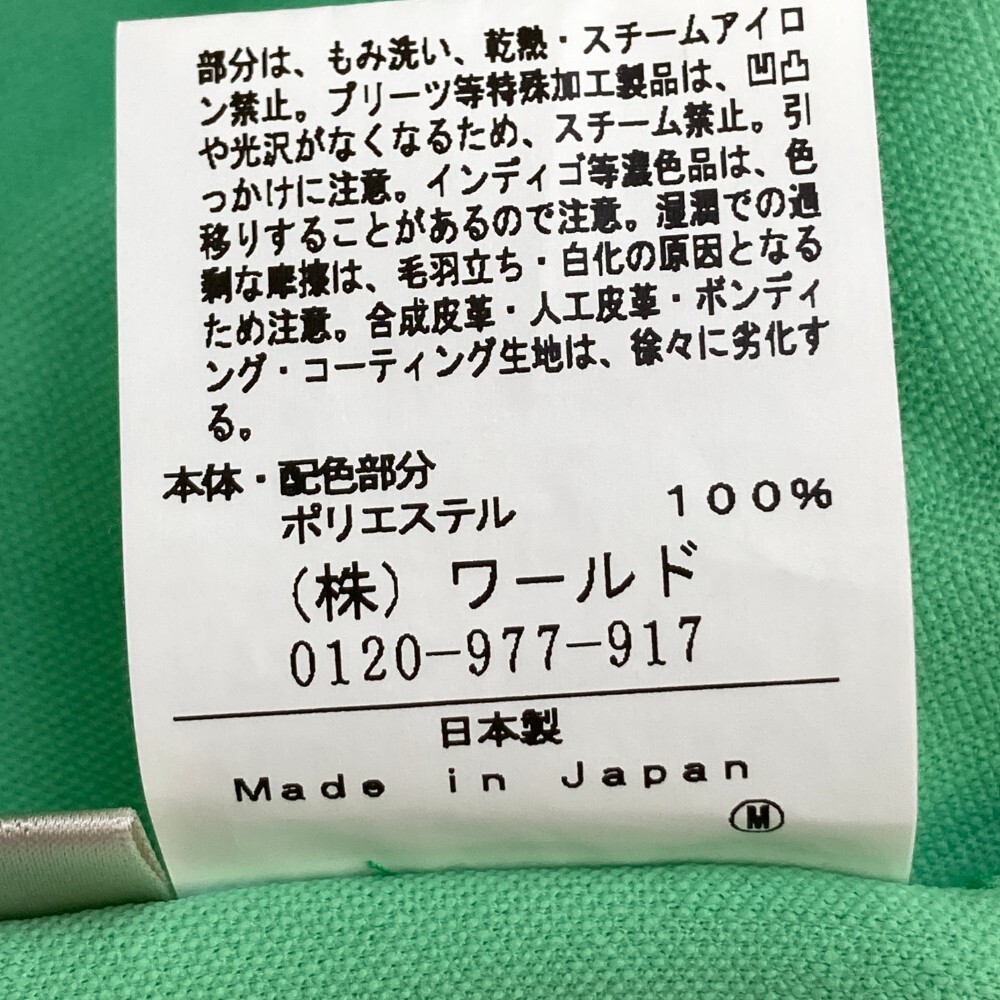 部分は、もみ洗い、乾熱・スチームアイロ
ン禁止。プリーツ等特殊加工製品は、凹凸
や光沢がなくなるため、スチーム禁止。引
っかけに注意。インディゴ等濃色品は、色
移りすることがあるので注意。湿潤での過
剰な摩擦は、毛羽立ち・白化の原因となる
ため注意。合成皮革・人工皮革・ボンディ
ング・コーティング生地は、徐々に劣化す
る。
本体・配色部分
ポリエステル 100%
(株) ワールド
0120-977-917
日本製
Made in Japan
Ⓜ